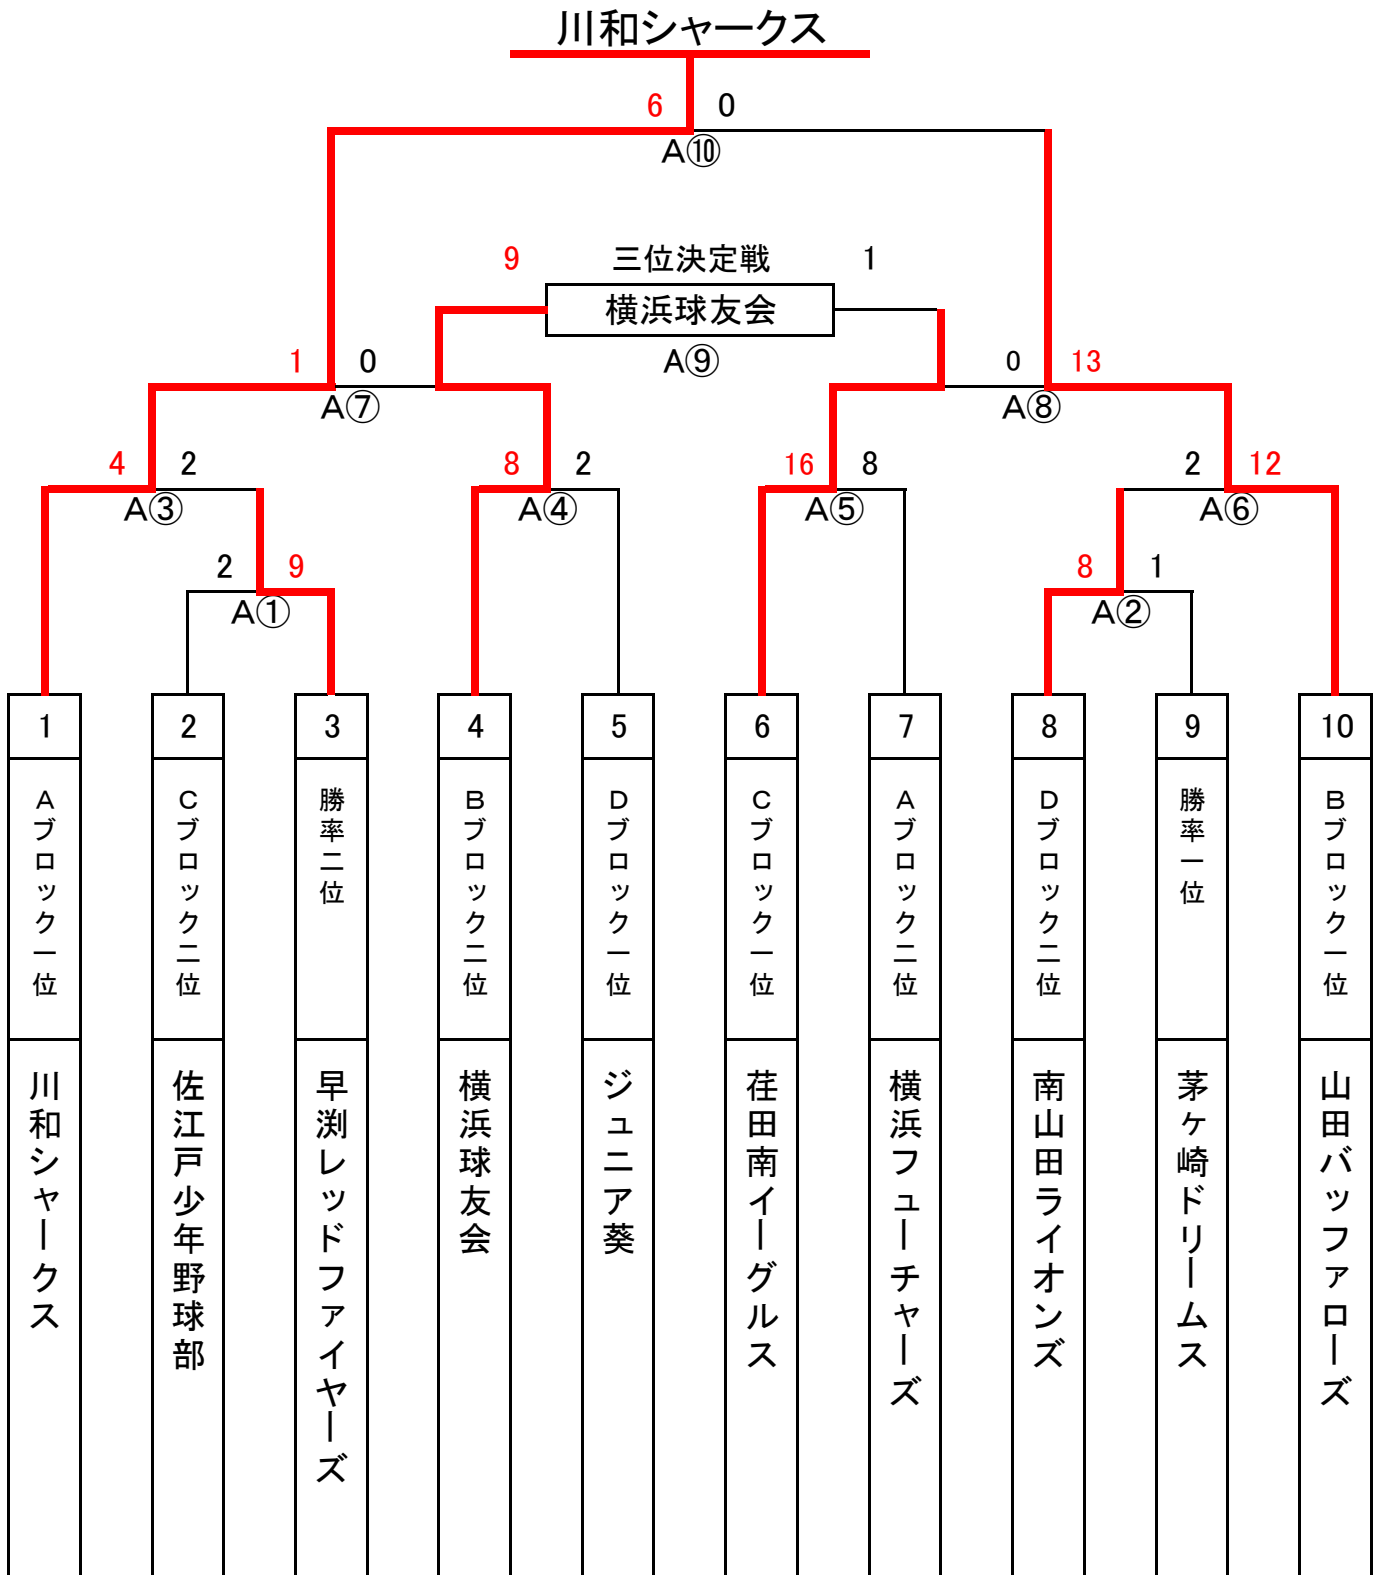 川和シャークス
6 0
A⑩
9 三位決定戦 1
横浜球友会
A⑨
1 0
A⑦
0 13
A⑧
4 2
A③
8 2
A④
16 8
A⑤
2 12
A⑥
2 9
A①
8 1
A②
1 2 3 4 5 6 7 8 9 10
Aブロック一位
Cブロック二位
勝率二位
Bブロック二位
Dブロック一位
Cブロック一位
Aブロック二位
Dブロック二位
勝率一位
Bブロック一位
川和シャークス
佐江戸少年野球部
早渕レッドファイヤーズ
横浜球友会
ジュニア葵
荏田南イーグルス
横浜フューチャーズ
南山田ライオンズ
茅ケ崎ドリームス
山田バッファローズ